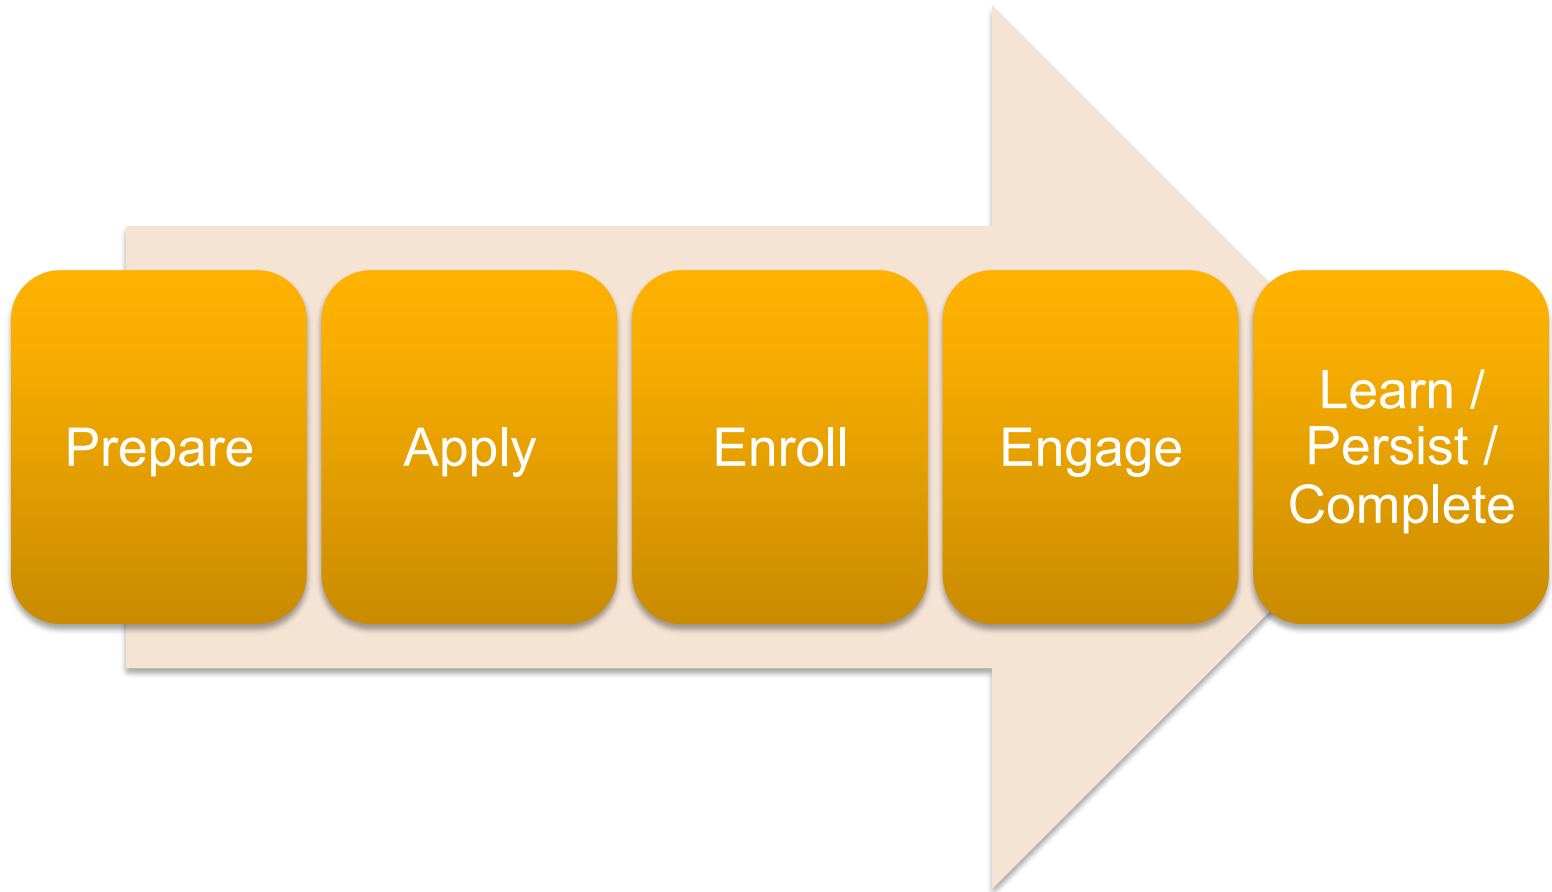 Prepare
Apply
Enroll
Engage
Learn /
Persist /
Complete